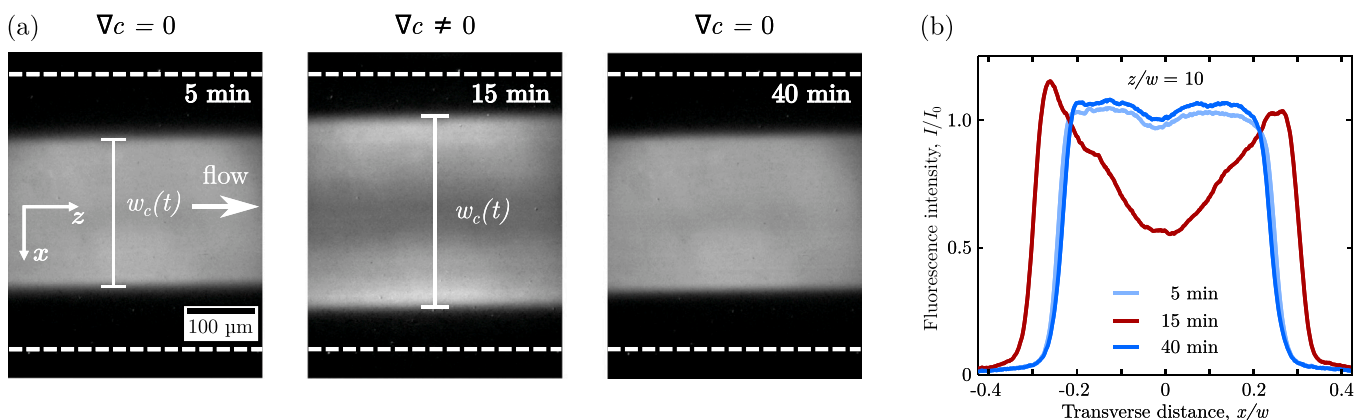 (a)
∇c = 0
∇c ≠ 0
∇c = 0
5 min
15 min
40 min
w_c(t)
flow
z
x
100 μm
w_c(t)
(b)
z/w = 10
Fluorescence intensity, I/I₀
1.0
0.5
0
5 min
15 min
40 min
-0.4 -0.2 0 0.2 0.4
Transverse distance, x/w